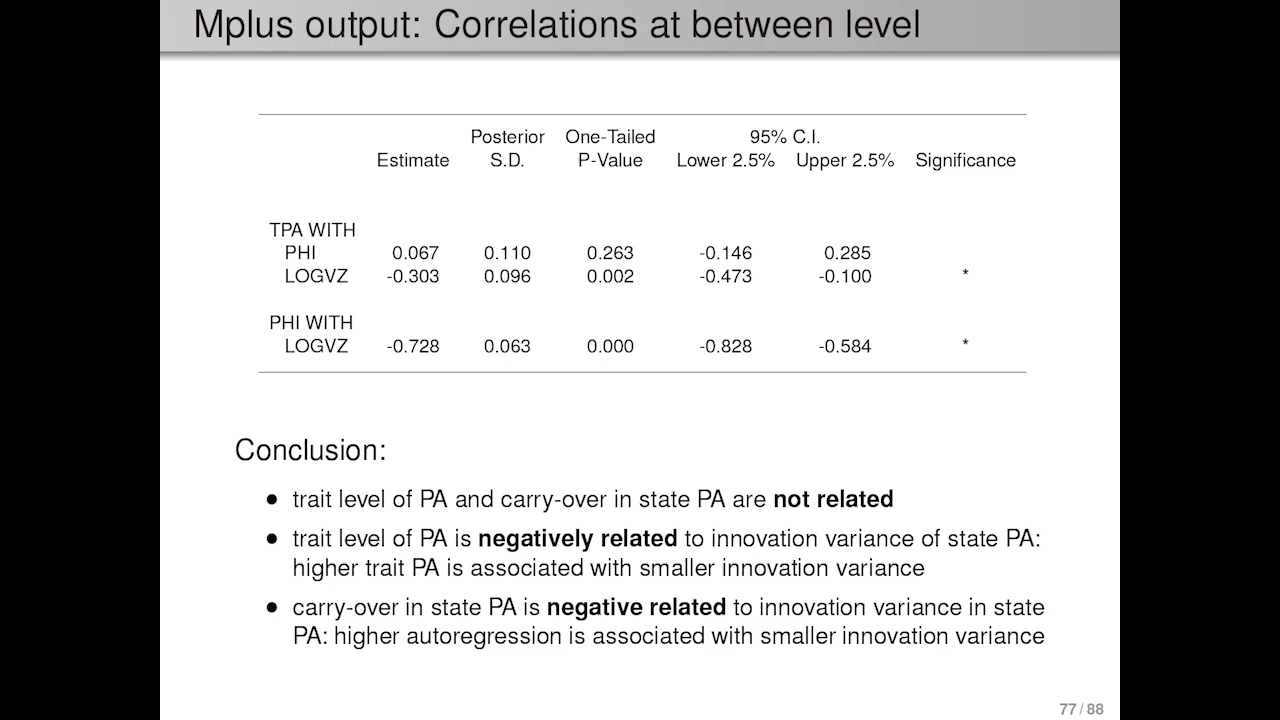 Mplus output: Correlations at between level
Posterior One-Tailed 95% C.I.
Estimate S.D. P-Value Lower 2.5% Upper 2.5% Significance
TPA WITH
PHI 0.067 0.110 0.263 -0.146 0.285
LOGVZ -0.303 0.096 0.002 -0.473 -0.100 *
PHI WITH
LOGVZ -0.728 0.063 0.000 -0.828 -0.584 *
Conclusion:
• trait level of PA and carry-over in state PA are not related
• trait level of PA is negatively related to innovation variance of state PA:
higher trait PA is associated with smaller innovation variance
• carry-over in state PA is negative related to innovation variance in state
PA: higher autoregression is associated with smaller innovation variance
77 / 88